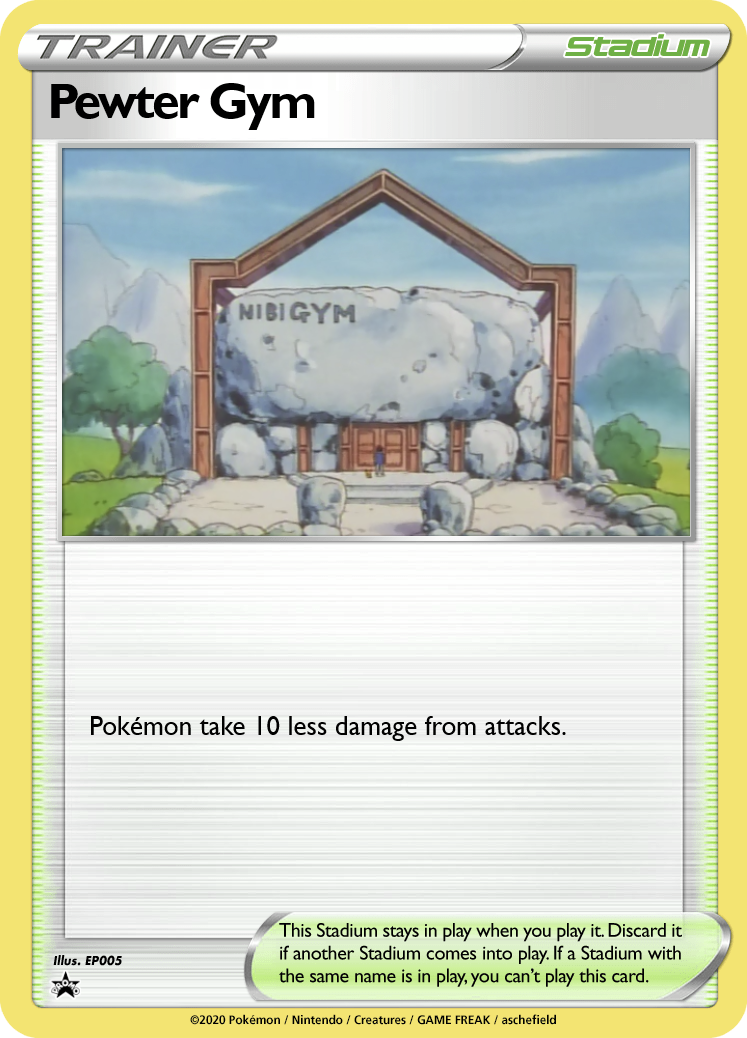 TRAINER
Stadium
Pewter Gym
NIBIGYM
Pokémon take 10 less damage from attacks.
This Stadium stays in play when you play it. Discard it
if another Stadium comes into play. If a Stadium with
the same name is in play, you can't play this card.
Illus. EP005
PROMO
©2020 Pokémon / Nintendo / Creatures / GAME FREAK / aschefield